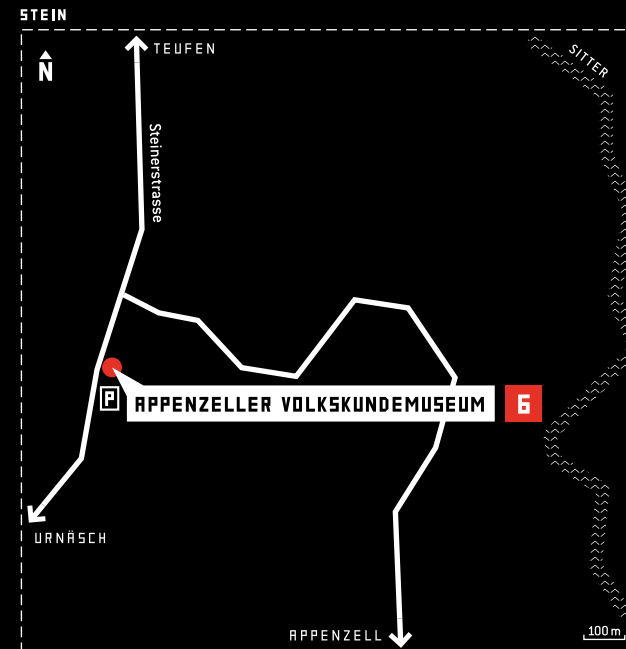 STEIN
N
TEUFEN
SITTER
Steinerstrasse
P
APPENZELLER VOLKSKUNDEMUSEUM
6
URNÄSCH
APPENZELL
100 m